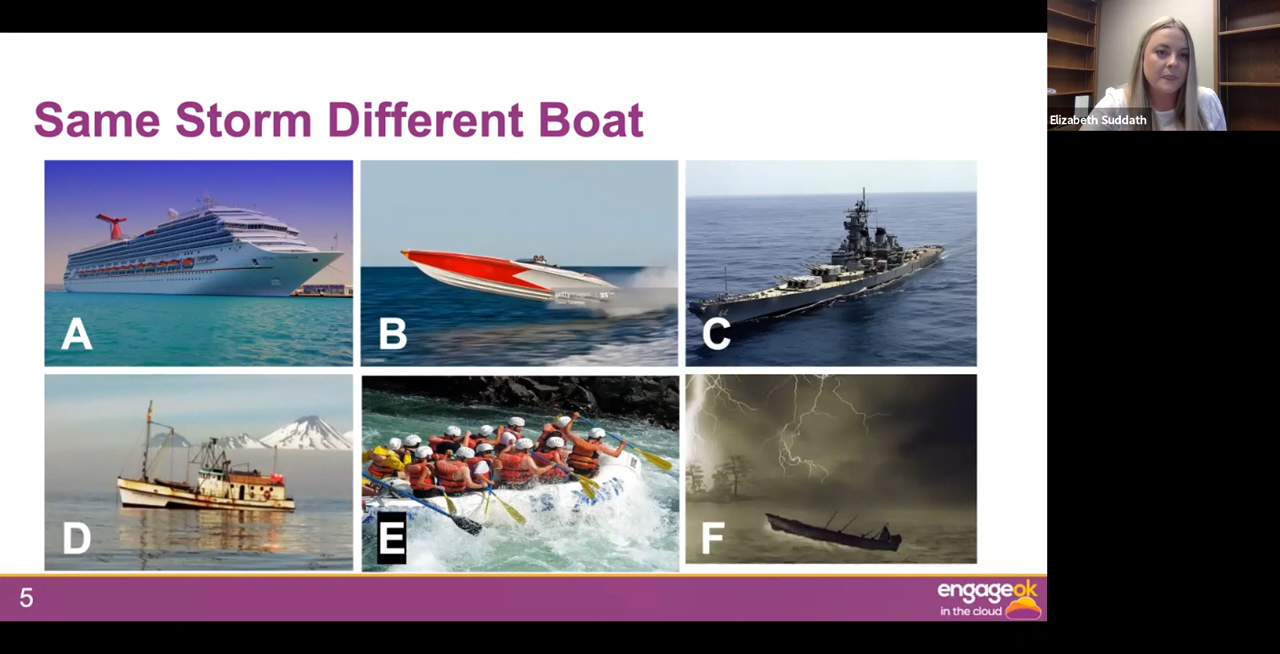 Same Storm Different Boat
A
B
C
D
E
F
5
engageok
in the cloud
Elizabeth Suddath